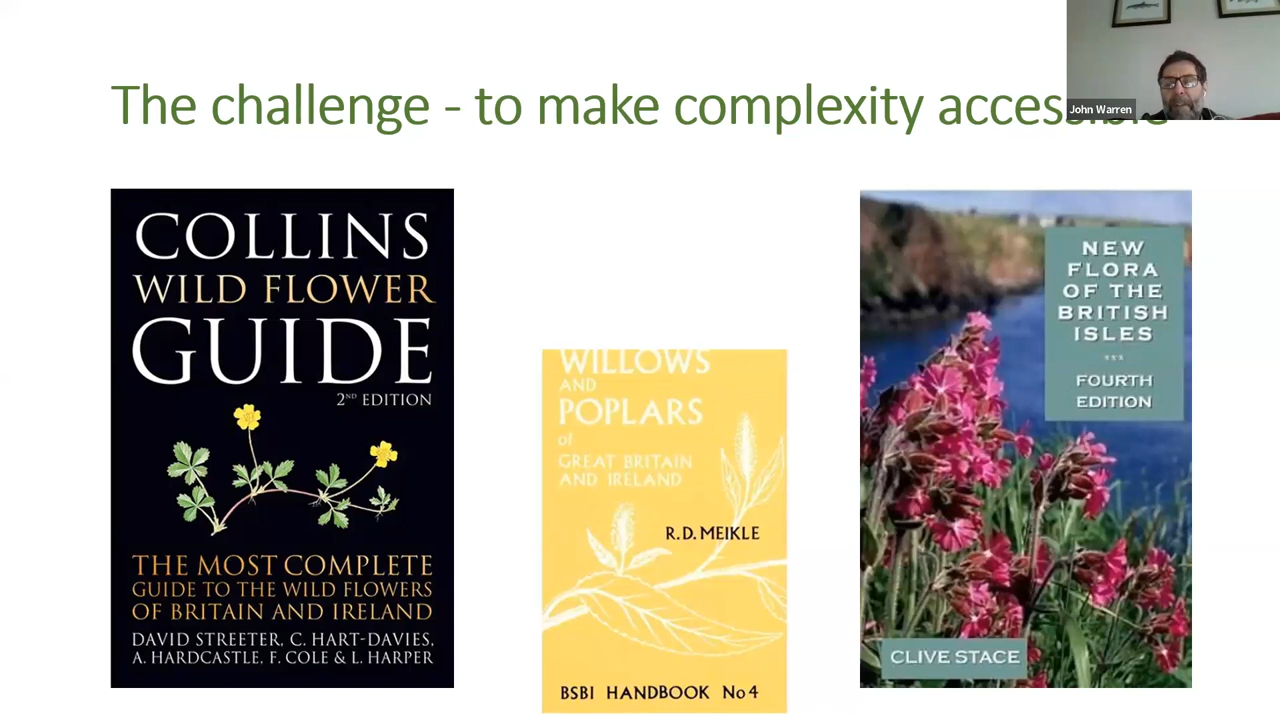 The challenge - to make complexity accessible
John Warren
COLLINS
WILD FLOWER
GUIDE
2ND EDITION
THE MOST COMPLETE
GUIDE TO THE WILD FLOWERS
OF BRITAIN AND IRELAND
DAVID STREETER, C. HART-DAVIES,
A. HARDCASTLE, F. COLE & L. HARPER
WILLOWS
AND
POPLARS
of
GREAT BRITAIN
AND IRELAND
R.D. MEIKLE
BSBI HANDBOOK No 4
NEW
FLORA
OF THE
BRITISH
ISLES
FOURTH
EDITION
CLIVE STACE